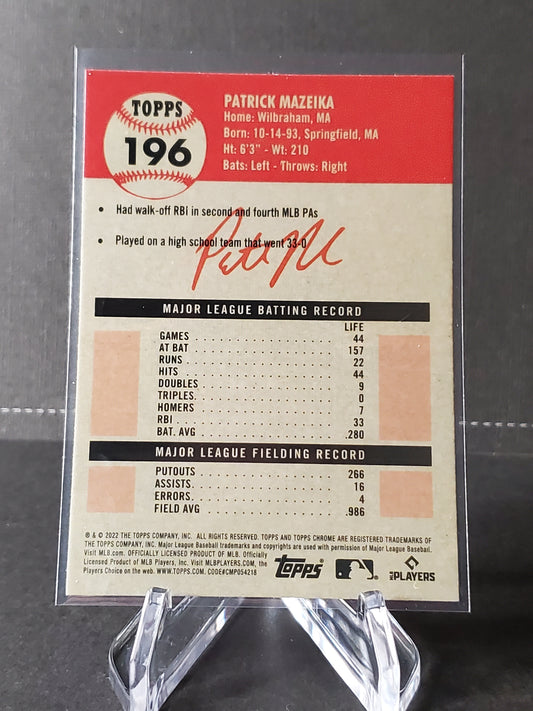 TOPPS
196
PATRICK MAZEIKA
Home: Wilbraham, MA
Born: 10-14-93, Springfield, MA
Ht: 6'3" - Wt: 210
Bats: Left - Throws: Right
• Had walk-off RBI in second and fourth MLB PAs
• Played on a high school team that went 33-0
MAJOR LEAGUE BATTING RECORD
LIFE
GAMES 44
AT BAT 157
RUNS 22
HITS 44
DOUBLES 9
TRIPLES. 0
HOMERS 7
RBI 33
BAT. AVG .280
MAJOR LEAGUE FIELDING RECORD
PUTOUTS 266
ASSISTS. 16
ERRORS. 4
FIELD AVG .986
® & © 2022 THE TOPPS COMPANY, INC. ALL RIGHTS RESERVED. TOPPS AND TOPPS CHROME ARE REGISTERED TRADEMARKS OF
THE TOPPS COMPANY, INC. Major League Baseball trademarks and copyrights are used with permission of Major League Baseball.
Visit MLB.com. OFFICIALLY LICENSED PRODUCT OF MLB. Officially
Licensed Product of MLB Players, Inc. Visit MLBPLAYERS.com, the
Players Choice on the web. WWW.TOPPS.COM. CODE#CMP054218
Topps
MLB PLAYERS